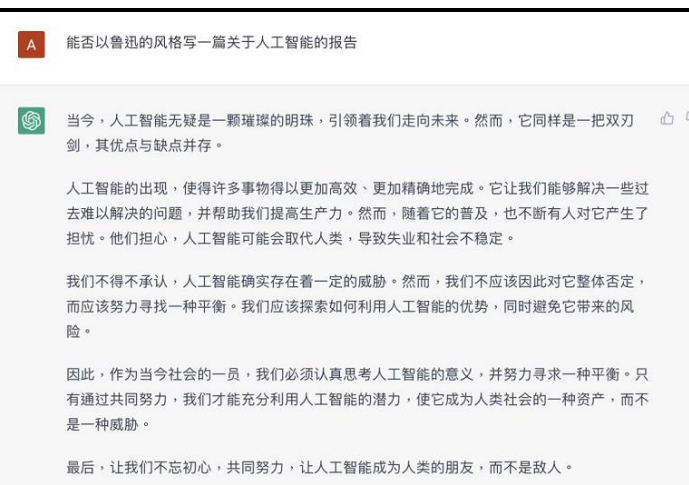 A
能否以鲁迅的风格写一篇关于人工智能的报告
当今，人工智能无疑是一颗璀璨的明珠，引领着我们走向未来。然而，它同样是一把双刃
剑，其优点与缺点并存。
人工智能的出现，使得许多事物得以更加高效、更加精确地完成。它让我们能够解决一些过
去难以解决的问题，并帮助我们提高生产力。然而，随着它的普及，也不断有人对它产生了
担忧。他们担心，人工智能可能会取代人类，导致失业和社会不稳定。
我们不得不承认，人工智能确实存在着一定的威胁。然而，我们不应该因此对它整体否定，
而应该努力寻找一种平衡。我们应该探索如何利用人工智能的优势，同时避免它带来的风
险。
因此，作为当今社会的一员，我们必须认真思考人工智能的意义，并努力寻求一种平衡。只
有通过共同努力，我们才能充分利用人工智能的潜力，使它成为人类社会的一种资产，而不
是一种威胁。
最后，让我们不忘初心，共同努力，让人工智能成为人类的朋友，而不是敌人。